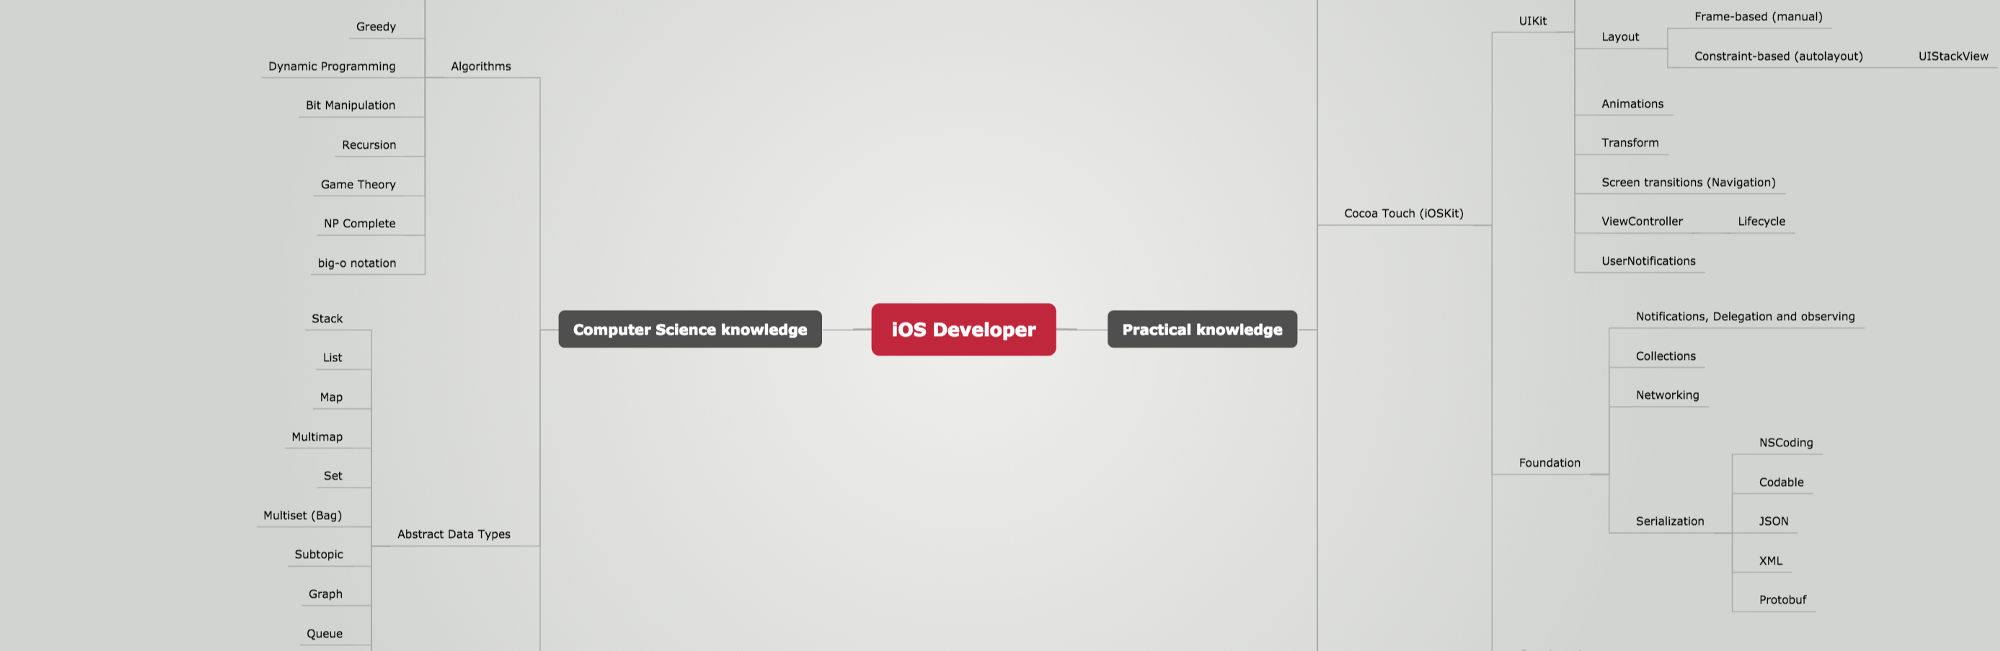 Greedy
Dynamic Programming
Algorithms
Bit Manipulation
Recursion
Game Theory
NP Complete
big-o notation
Stack
List
Map
Multimap
Set
Multiset (Bag)
Abstract Data Types
Subtopic
Graph
Queue
Computer Science knowledge
iOS Developer
Practical knowledge
Cocoa Touch (iOSKit)
UIKit
Layout
Frame-based (manual)
Constraint-based (autolayout)
UIStackView
Animations
Transform
Screen transitions (Navigation)
ViewController
Lifecycle
UserNotifications
Foundation
Notifications, Delegation and observing
Collections
Networking
Serialization
NSCoding
Codable
JSON
XML
Protobuf